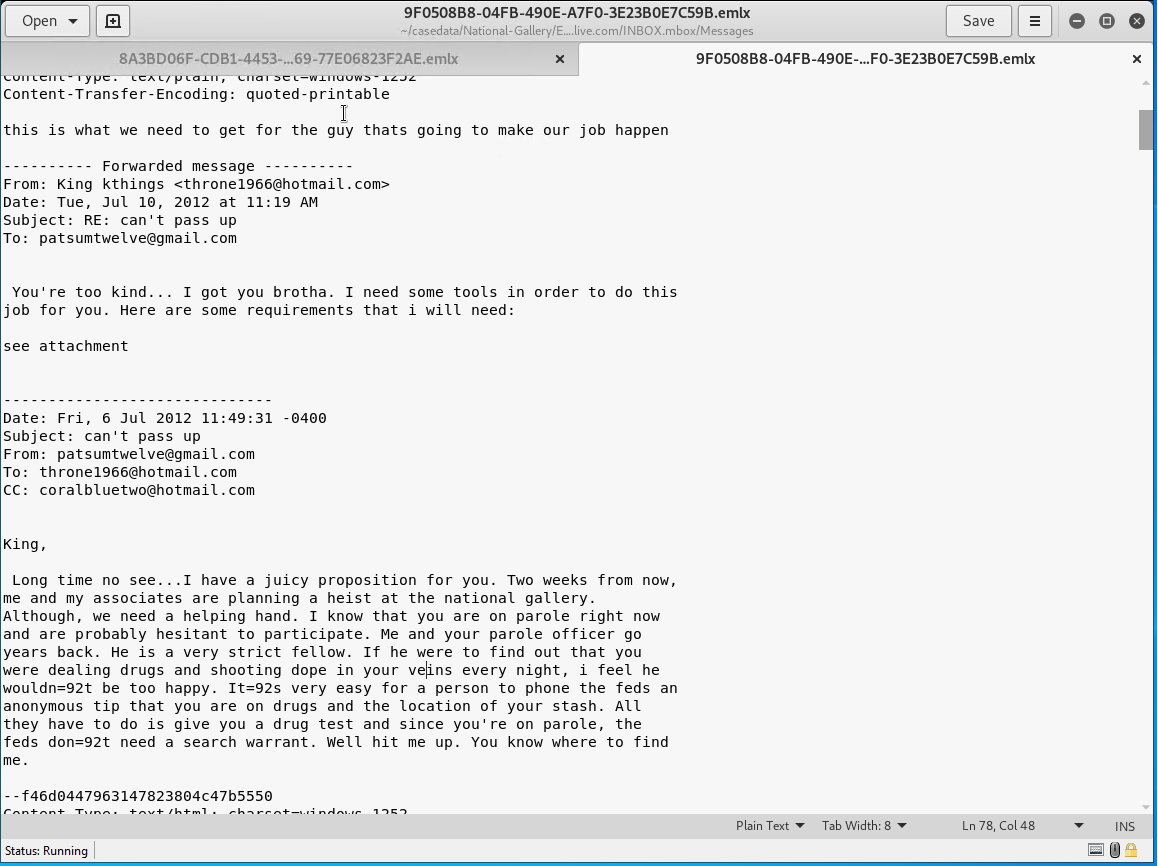 Open
9F0508B8-04FB-490E-A7F0-3E23B0E7C59B.emlx
~/casedata/National-Gallery/E...live.com/INBOX.mbox/Messages
Save
8A3BD06F-CDB1-4453-...69-77E06823F2AE.emlx
9F0508B8-04FB-490E-...F0-3E23B0E7C59B.emlx
Content-Type: text/plain; charset=windows-1252
Content-Transfer-Encoding: quoted-printable
this is what we need to get for the guy thats going to make our job happen
---------- Forwarded message ----------
From: King kthings <throne1966@hotmail.com>
Date: Tue, Jul 10, 2012 at 11:19 AM
Subject: RE: can't pass up
To: patsumtwelve@gmail.com
You're too kind... I got you brotha. I need some tools in order to do this
job for you. Here are some requirements that i will need:
see attachment
------------------------------
Date: Fri, 6 Jul 2012 11:49:31 -0400
Subject: can't pass up
From: patsumtwelve@gmail.com
To: throne1966@hotmail.com
CC: coralbluetwo@hotmail.com
King,
Long time no see...I have a juicy proposition for you. Two weeks from now,
me and my associates are planning a heist at the national gallery.
Although, we need a helping hand. I know that you are on parole right now
and are probably hesitant to participate. Me and your parole officer go
years back. He is a very strict fellow. If he were to find out that you
were dealing drugs and shooting dope in your veins every night, i feel he
wouldn=92t be too happy. It=92s very easy for a person to phone the feds an
anonymous tip that you are on drugs and the location of your stash. All
they have to do is give you a drug test and since you're on parole, the
feds don=92t need a search warrant. Well hit me up. You know where to find
me.
--f46d0447963147823804c47b5550
Content-Type: text/html; charset=windows-1252
Plain Text
Tab Width: 8
Ln 78, Col 48
INS
Status: Running